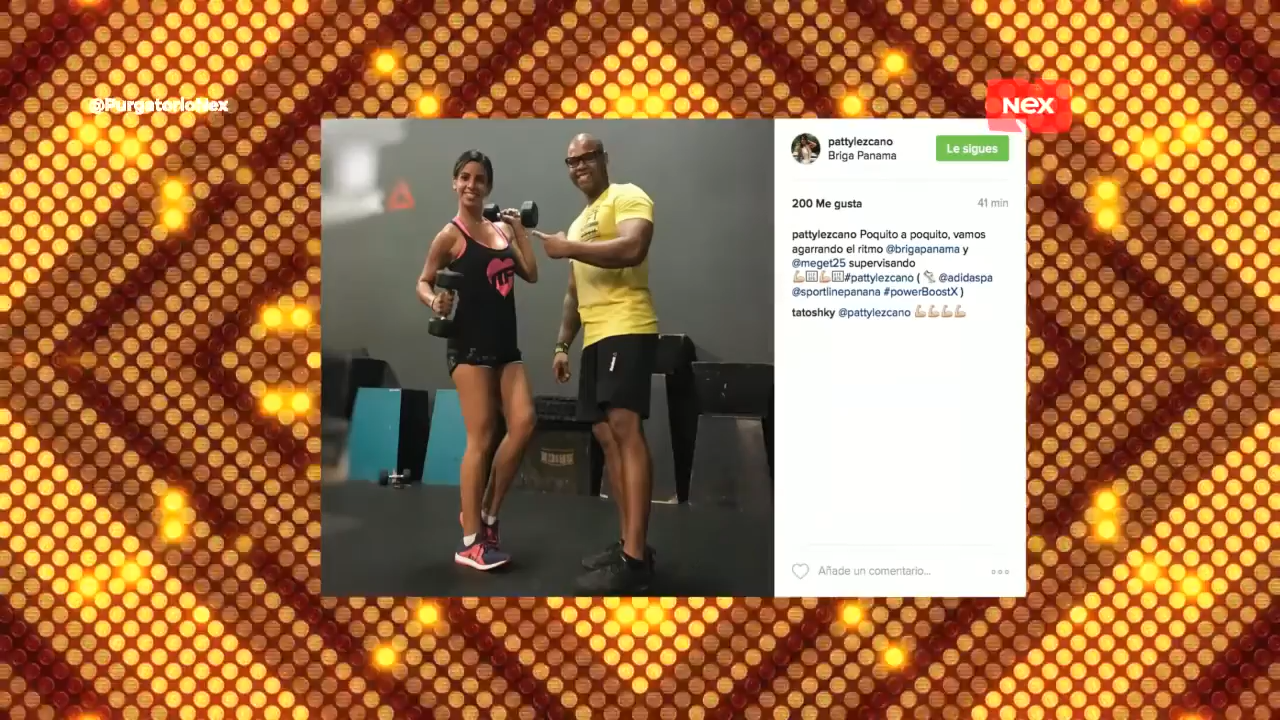 @PurgatorioNex
Nex
pattylezcano
Briga Panama
Le sigues
200 Me gusta
41 min
pattylezcano Poquito a poquito, vamos
agarrando el ritmo @brigapanama y
@meget25 supervisando
💪🏼💪🏼#pattylezcano ( @adidaspa
@sportlinepanama #powerBoostX )
tatoshky @pattylezcano 💪🏼💪🏼💪🏼💪🏼
Añade un comentario...